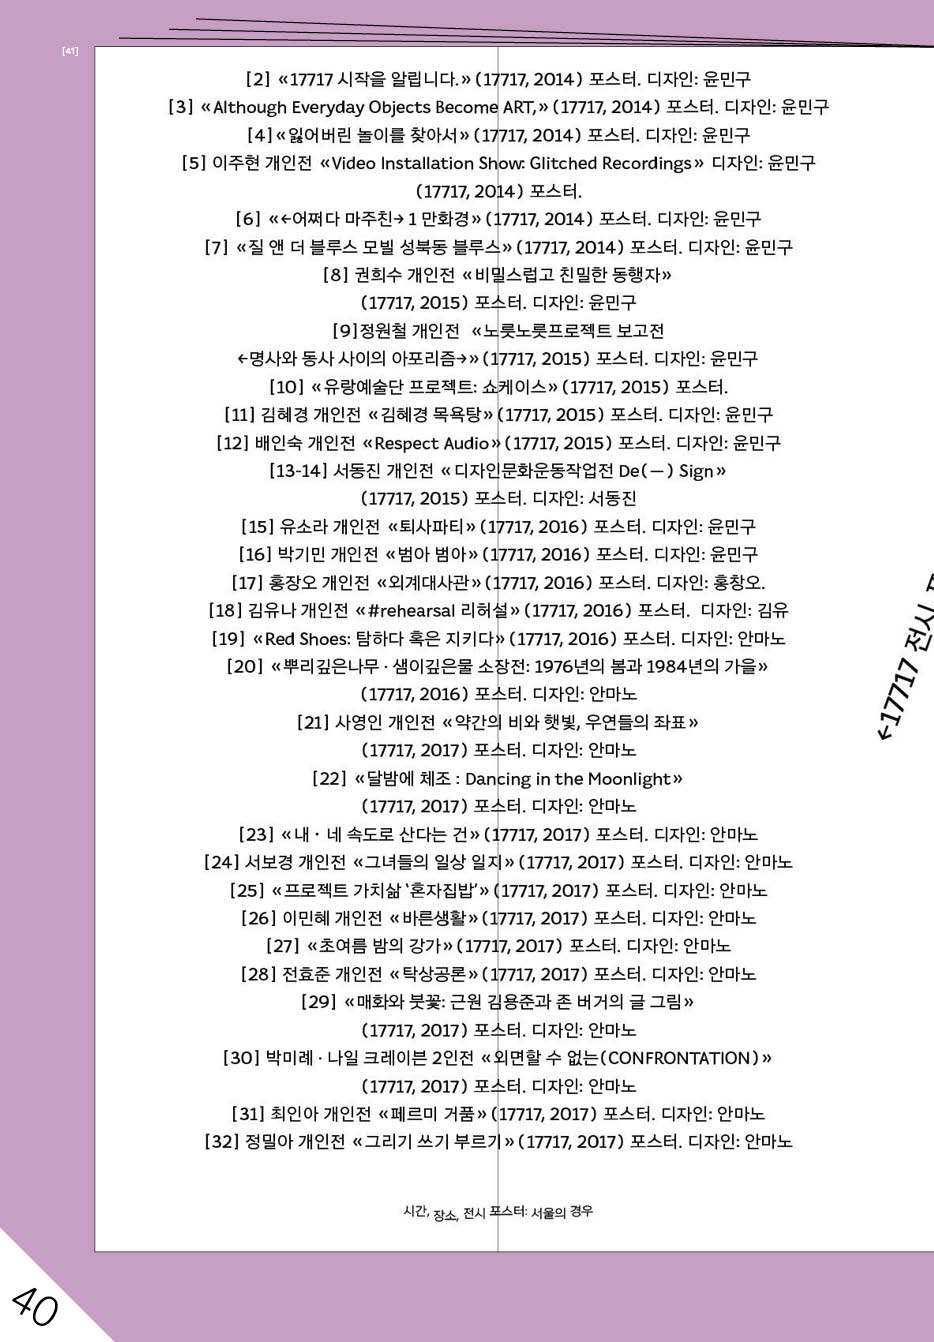 [41]
[2] «17717 시작을 알립니다.» (17717, 2014) 포스터. 디자인: 윤민구
[3] «Although Everyday Objects Become ART,» (17717, 2014) 포스터. 디자인: 윤민구
[4]«잃어버린 놀이를 찾아서» (17717, 2014) 포스터. 디자인: 윤민구
[5] 이주현 개인전 «Video Installation Show: Glitched Recordings» 디자인: 윤민구
(17717, 2014) 포스터.
[6] «←어쩌다 마주친→ 1 만화경» (17717, 2014) 포스터. 디자인: 윤민구
[7] «질 앤 더 블루스 모빌 성북동 블루스» (17717, 2014) 포스터. 디자인: 윤민구
[8] 권희수 개인전 «비밀스럽고 친밀한 동행자»
(17717, 2015) 포스터. 디자인: 윤민구
[9]정원철 개인전 «노룻노룻프로젝트 보고전
←명사와 동사 사이의 아포리즘→» (17717, 2015) 포스터. 디자인: 윤민구
[10] «유랑예술단 프로젝트: 쇼케이스» (17717, 2015) 포스터.
[11] 김혜경 개인전 «김혜경 목욕탕» (17717, 2015) 포스터. 디자인: 윤민구
[12] 배인숙 개인전 «Respect Audio» (17717, 2015) 포스터. 디자인: 윤민구
[13-14] 서동진 개인전 «디자인문화운동작업전 De(—) Sign»
(17717, 2015) 포스터. 디자인: 서동진
[15] 유소라 개인전 «퇴사파티» (17717, 2016) 포스터. 디자인: 윤민구
[16] 박기민 개인전 «범아 범아» (17717, 2016) 포스터. 디자인: 윤민구
[17] 홍장오 개인전 «외계대사관» (17717, 2016) 포스터. 디자인: 홍창오.
[18] 김유나 개인전 «#rehearsal 리허설» (17717, 2016) 포스터. 디자인: 김유
[19] «Red Shoes: 탐하다 혹은 지키다» (17717, 2016) 포스터. 디자인: 안마노
[20] «뿌리깊은나무 · 샘이깊은물 소장전: 1976년의 봄과 1984년의 가을»
(17717, 2016) 포스터. 디자인: 안마노
[21] 사영인 개인전 «약간의 비와 햇빛, 우연들의 좌표»
(17717, 2017) 포스터. 디자인: 안마노
[22] «달밤에 체조 : Dancing in the Moonlight»
(17717, 2017) 포스터. 디자인: 안마노
[23] «내 · 네 속도로 산다는 건» (17717, 2017) 포스터. 디자인: 안마노
[24] 서보경 개인전 «그녀들의 일상 일지» (17717, 2017) 포스터. 디자인: 안마노
[25] «프로젝트 가치삶 ‘혼자집밥’» (17717, 2017) 포스터. 디자인: 안마노
[26] 이민혜 개인전 «바른생활» (17717, 2017) 포스터. 디자인: 안마노
[27] «초여름 밤의 강가» (17717, 2017) 포스터. 디자인: 안마노
[28] 전효준 개인전 «탁상공론» (17717, 2017) 포스터. 디자인: 안마노
[29] «매화와 붓꽃: 근원 김용준과 존 버거의 글 그림»
(17717, 2017) 포스터. 디자인: 안마노
[30] 박미례 · 나일 크레이븐 2인전 «외면할 수 없는(CONFRONTATION)»
(17717, 2017) 포스터. 디자인: 안마노
[31] 최인아 개인전 «페르미 거품» (17717, 2017) 포스터. 디자인: 안마노
[32] 정밀아 개인전 «그리기 쓰기 부르기» (17717, 2017) 포스터. 디자인: 안마노
←17717 전시
시간, 장소, 전시 포스터: 서울의 경우
40